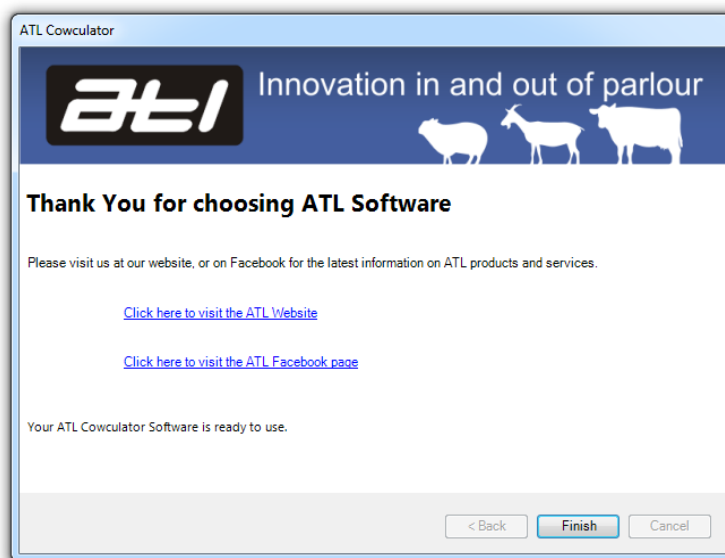 ATL Cowculator
atl
Innovation in and out of parlour
Thank You for choosing ATL Software
Please visit us at our website, or on Facebook for the latest information on ATL products and services.
Click here to visit the ATL Website
Click here to visit the ATL Facebook page
Your ATL Cowculator Software is ready to use.
< Back
Finish
Cancel